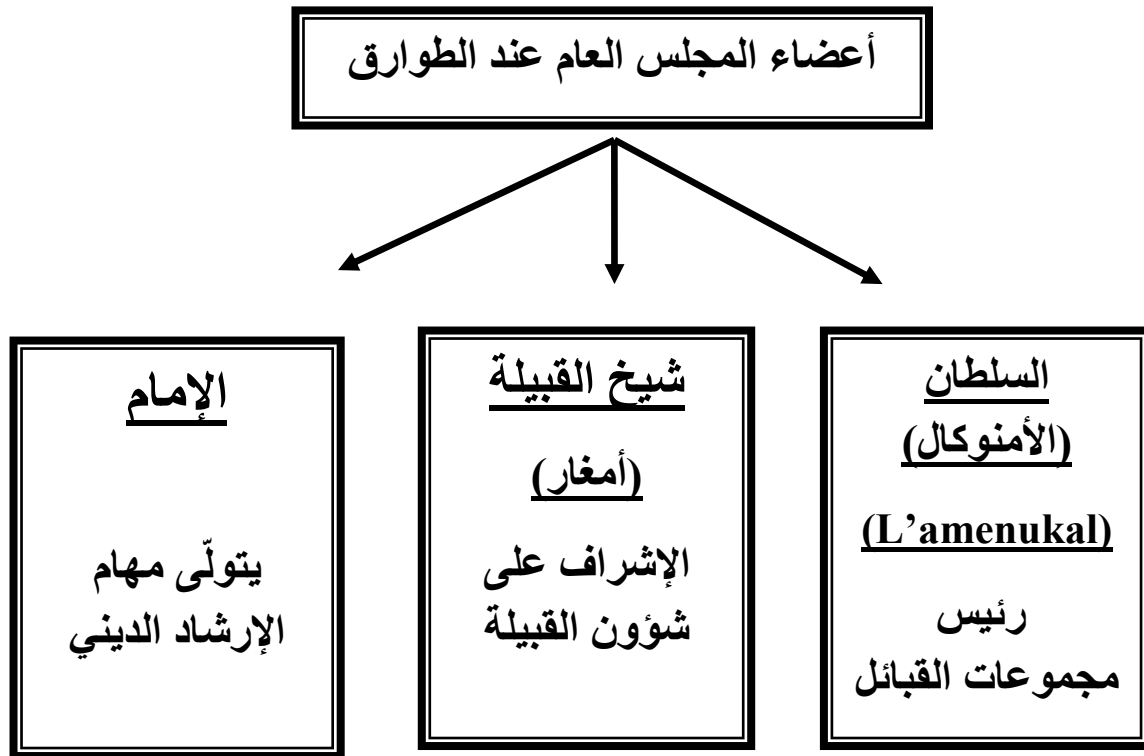 أعضاء المجلس العام عند الطوارق
السلطان
(الأمنوكال)
(L’amenukal)
رئيس
مجموعات القبائل
شيخ القبيلة
(أمغار)
الإشراف على
شؤون القبيلة
الإمام
يتولّى مهام
الإرشاد الديني